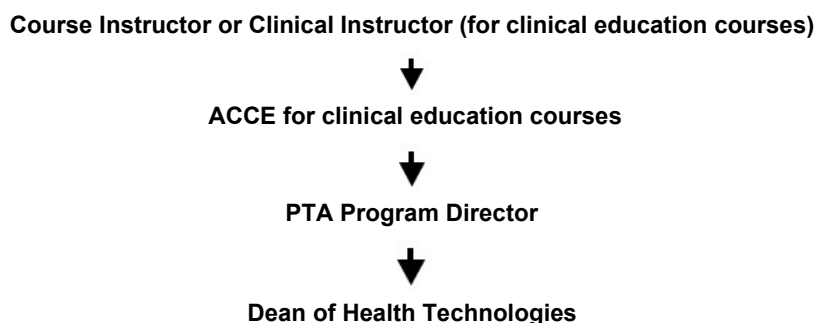 Course Instructor or Clinical Instructor (for clinical education courses)
ACCE for clinical education courses
PTA Program Director
Dean of Health Technologies